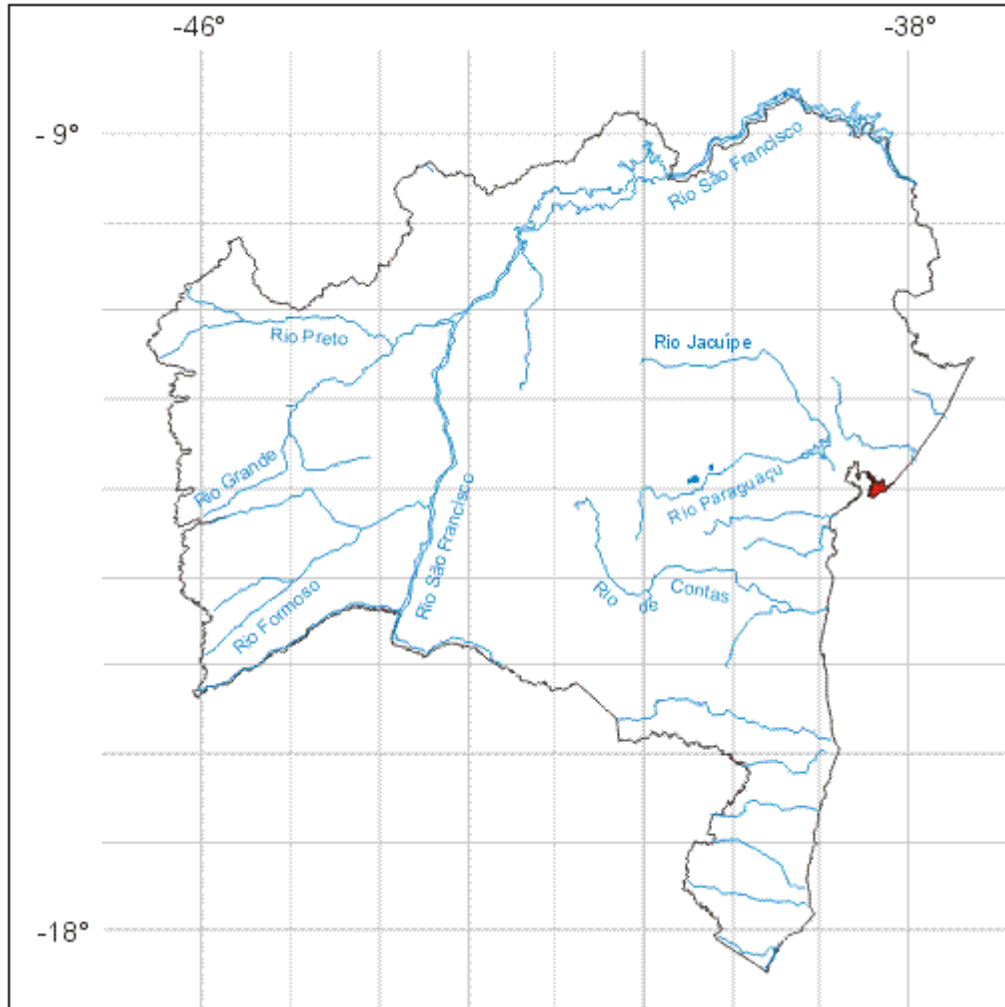 -46°
-38°
- 9°
Rio São Francisco
Rio Preto
Rio Jacuípe
Rio Grande
Rio Paraguaçu
Rio São Francisco
Rio de Contas
Rio Formoso
-18°